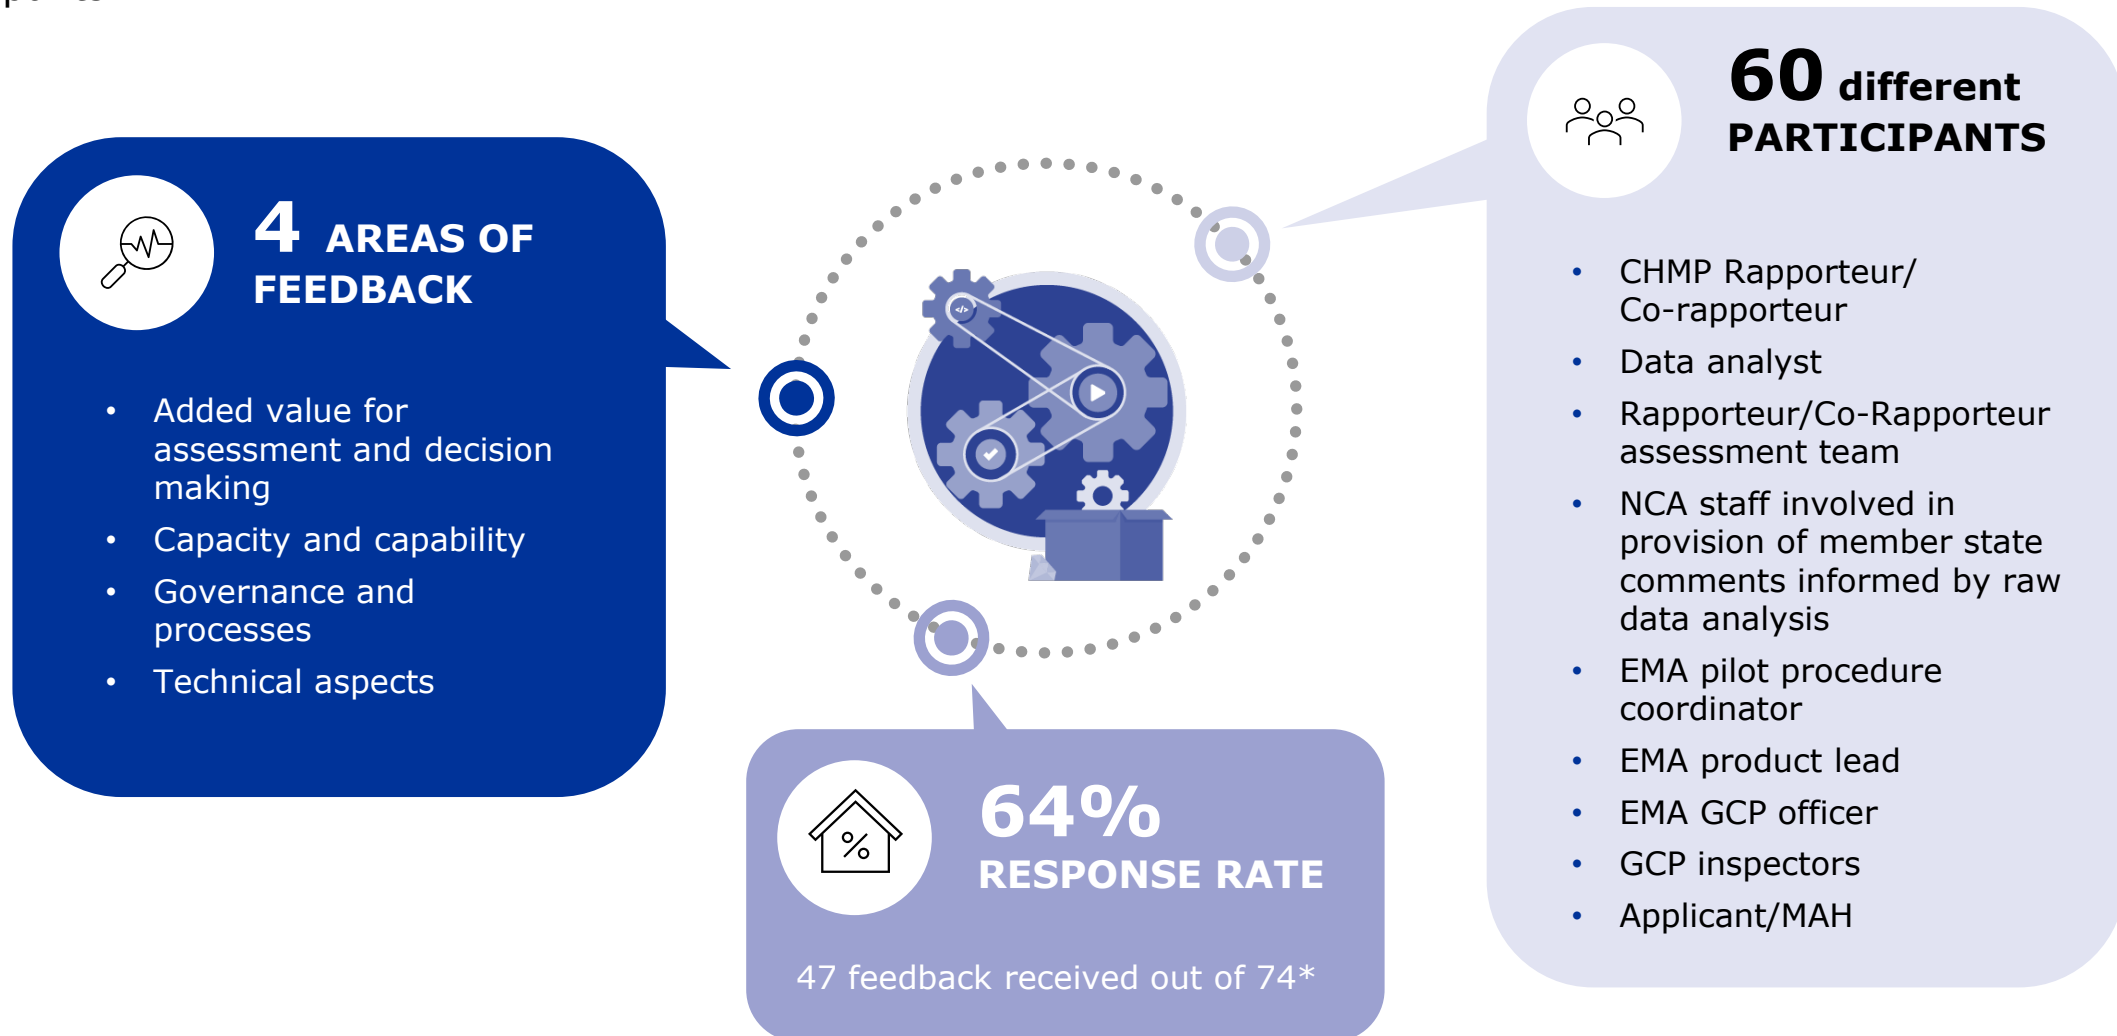 4 AREAS OF
FEEDBACK
• Added value for
assessment and decision
making
• Capacity and capability
• Governance and
processes
• Technical aspects
64%
RESPONSE RATE
47 feedback received out of 74*
60 different
PARTICIPANTS
• CHMP Rapporteur/
Co-rapporteur
• Data analyst
• Rapporteur/Co-Rapporteur
assessment team
• NCA staff involved in
provision of member state
comments informed by raw
data analysis
• EMA pilot procedure
coordinator
• EMA product lead
• EMA GCP officer
• GCP inspectors
• Applicant/MAH